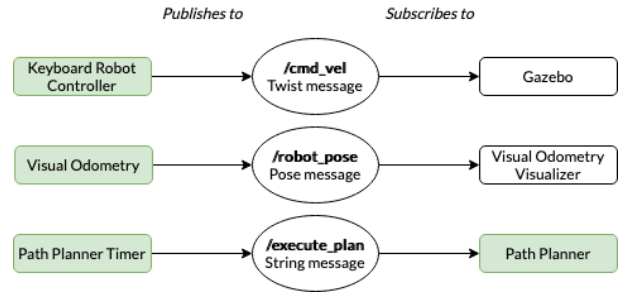 Publishes to
Subscribes to
Keyboard Robot
Controller
/cmd_vel
Twist message
Gazebo
Visual Odometry
/robot_pose
Pose message
Visual Odometry
Visualizer
Path Planner Timer
/execute_plan
String message
Path Planner